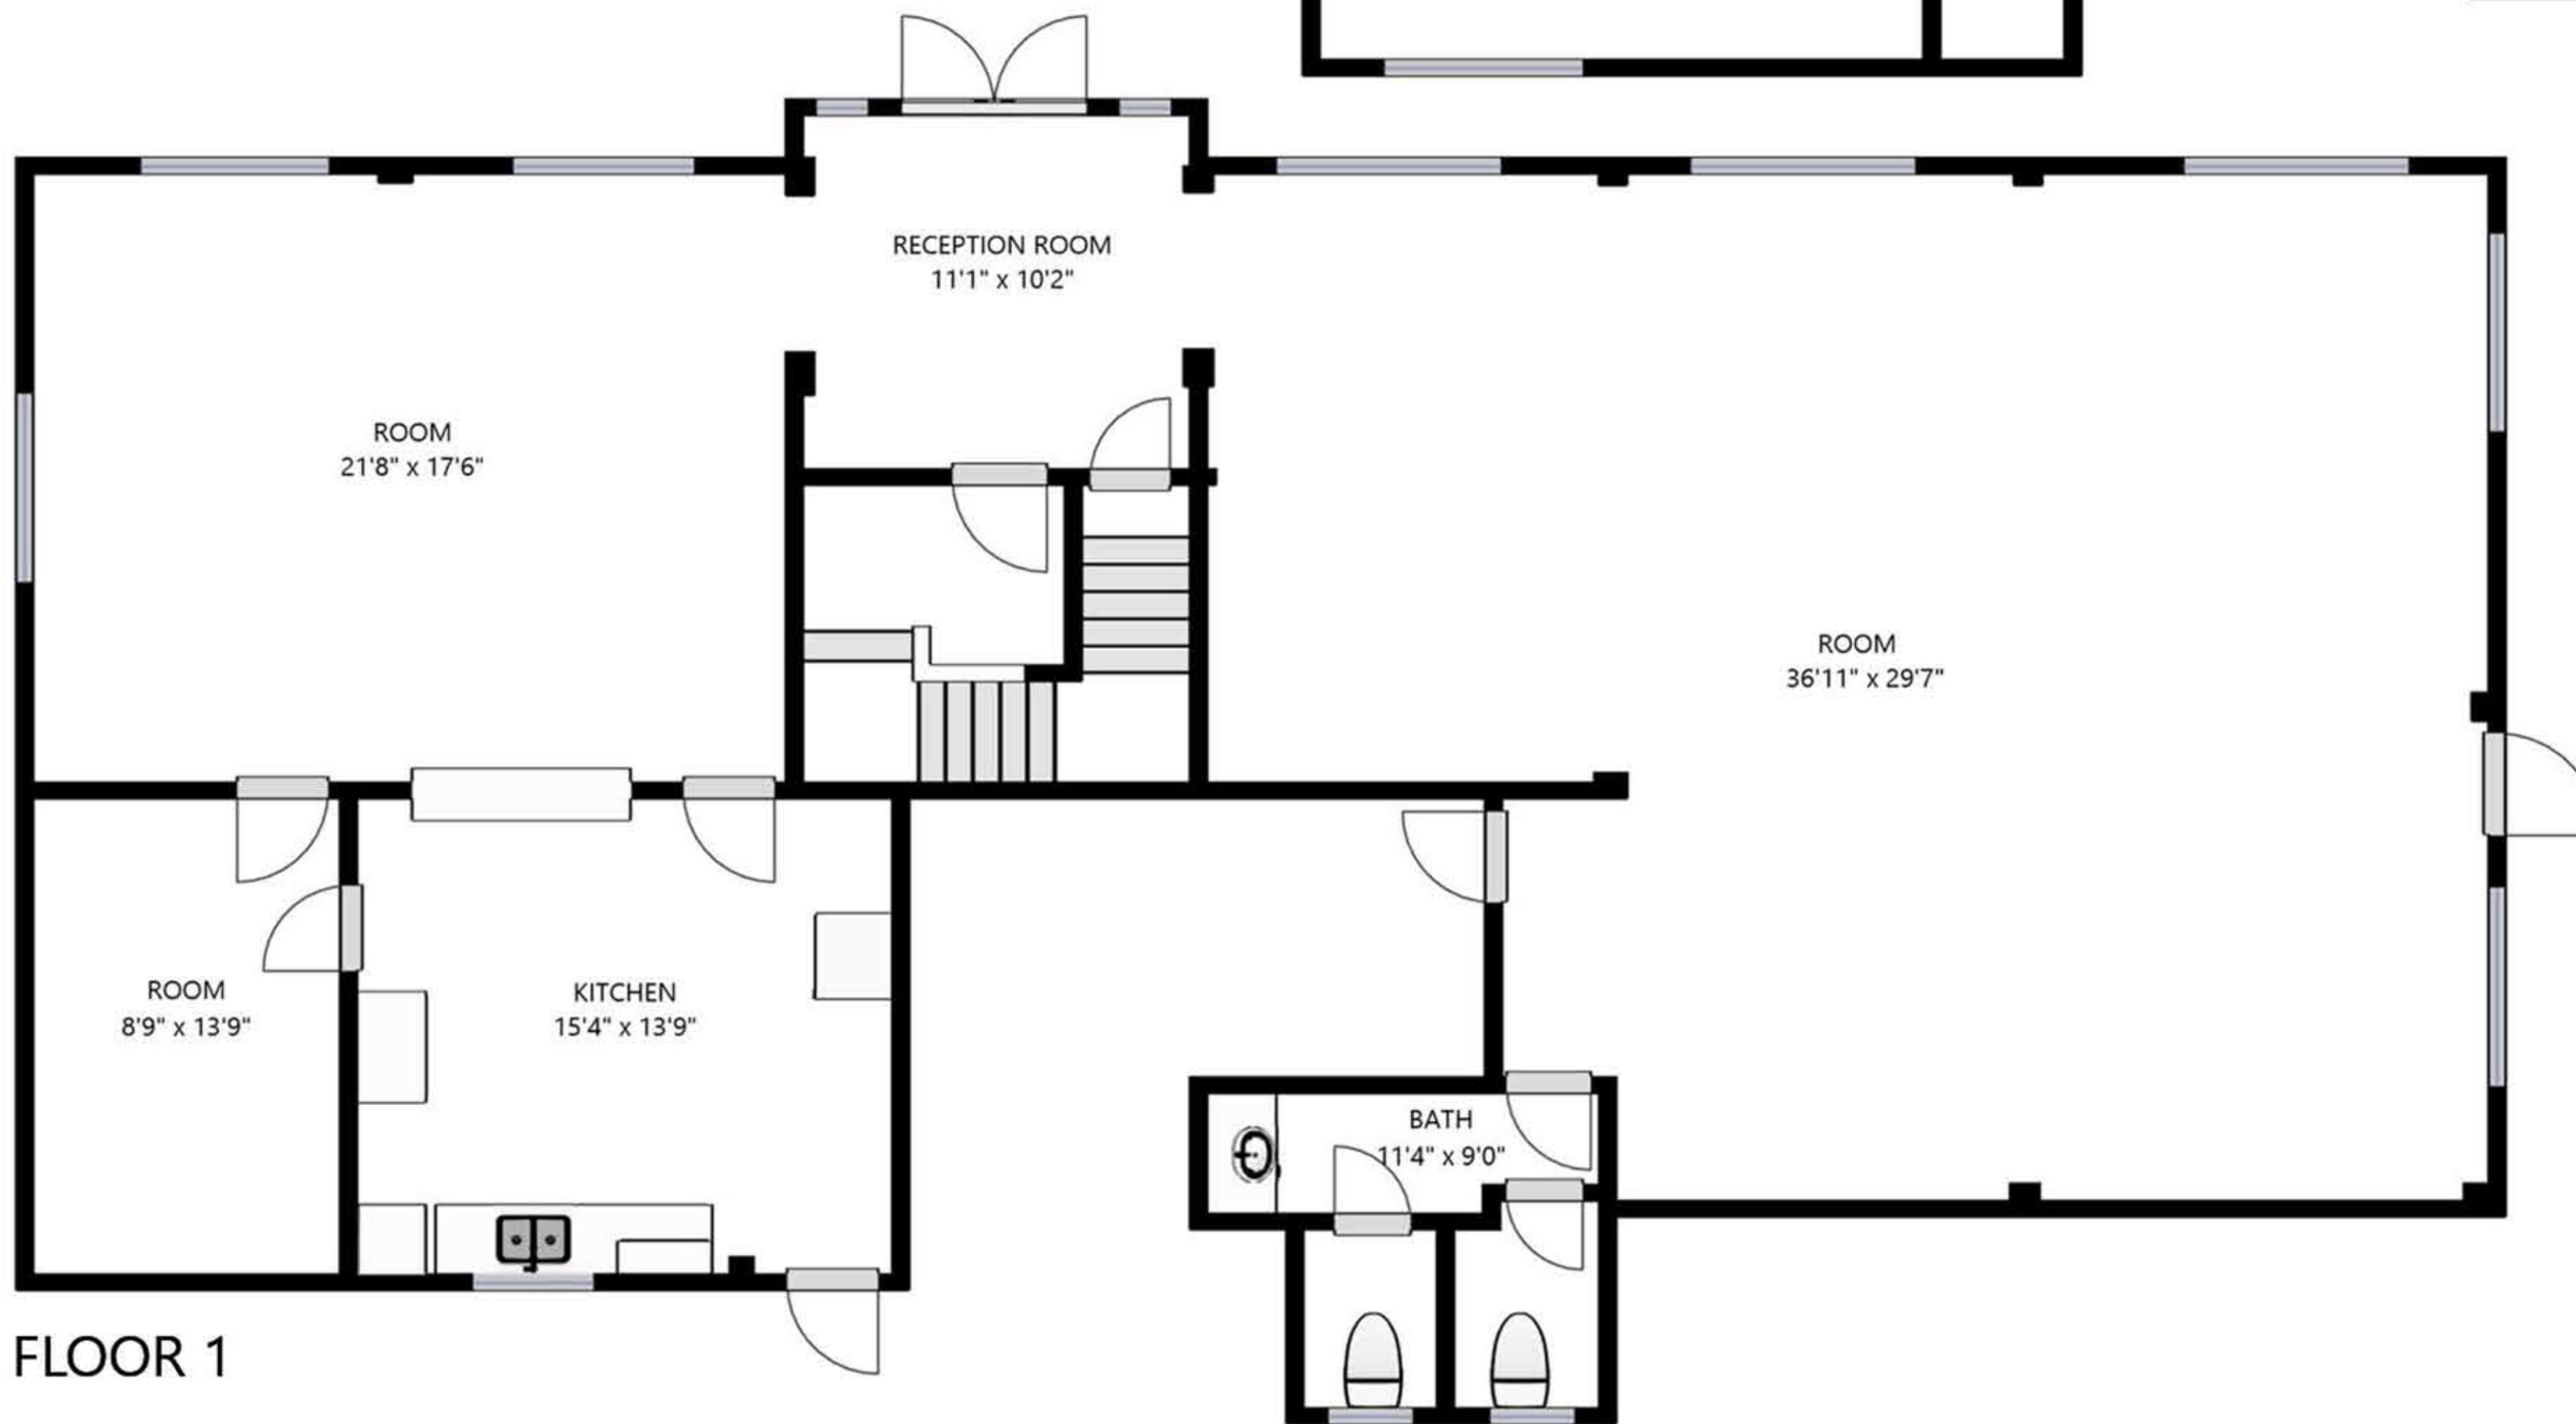 RECEPTION ROOM
11'1" x 10'2"
ROOM
21'8" x 17'6"
ROOM
36'11" x 29'7"
ROOM
8'9" x 13'9"
KITCHEN
15'4" x 13'9"
BATH
11'4" x 9'0"
FLOOR 1